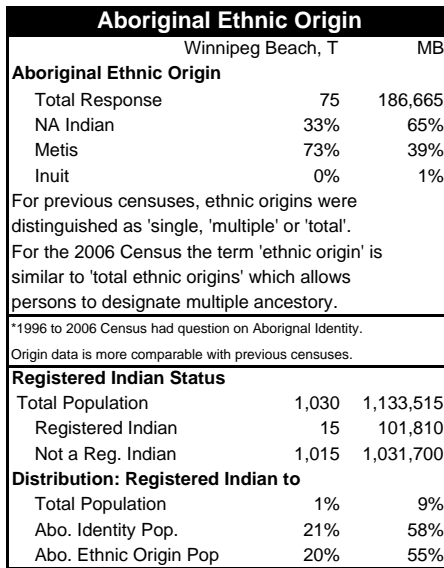 Aboriginal Ethnic Origin
Winnipeg Beach, T MB
Aboriginal Ethnic Origin
Total Response 75 186,665
NA Indian 33% 65%
Metis 73% 39%
Inuit 0% 1%
For previous censuses, ethnic origins were
distinguished as 'single, 'multiple' or 'total'.
For the 2006 Census the term 'ethnic origin' is
similar to 'total ethnic origins' which allows
persons to designate multiple ancestory.
*1996 to 2006 Census had question on Aborignal Identity.
Origin data is more comparable with previous censuses.
Registered Indian Status
Total Population 1,030 1,133,515
Registered Indian 15 101,810
Not a Reg. Indian 1,015 1,031,700
Distribution: Registered Indian to
Total Population 1% 9%
Abo. Identity Pop. 21% 58%
Abo. Ethnic Origin Pop 20% 55%